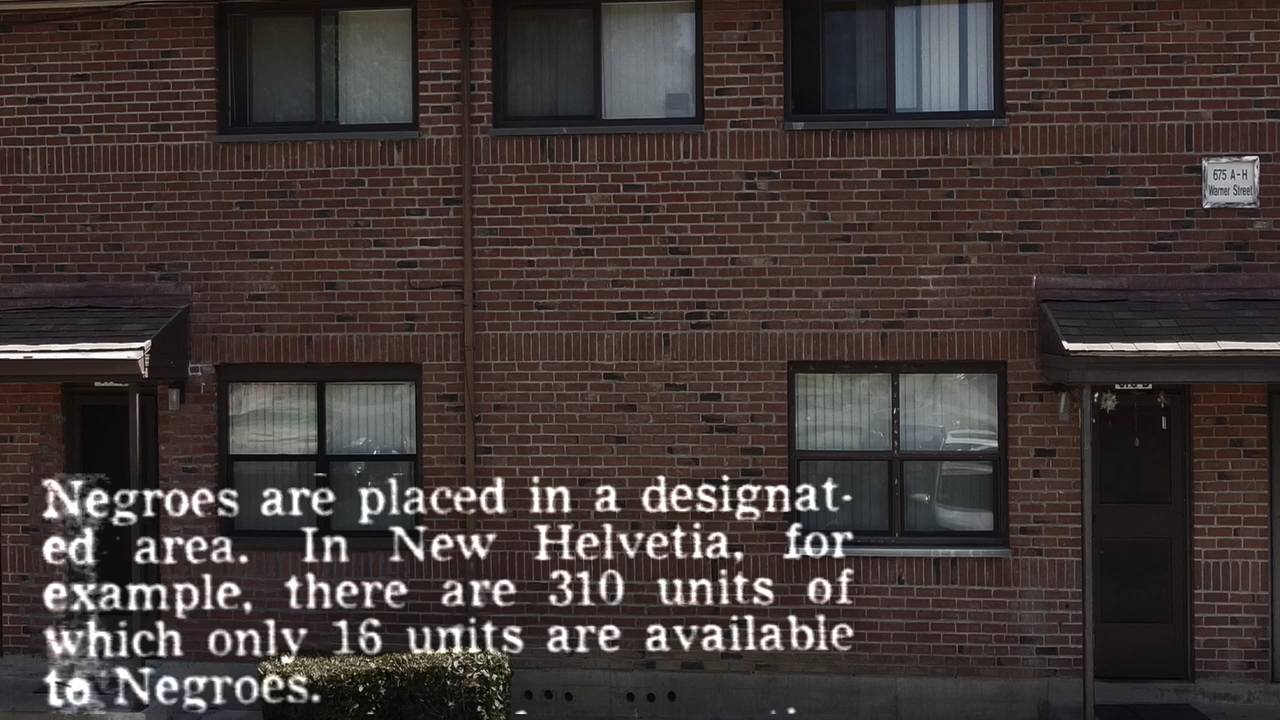 675 A-H
Warner Street
Negroes are placed in a designat-
ed area. In New Helvetia, for
example, there are 310 units of
which only 16 units are available
to Negroes.